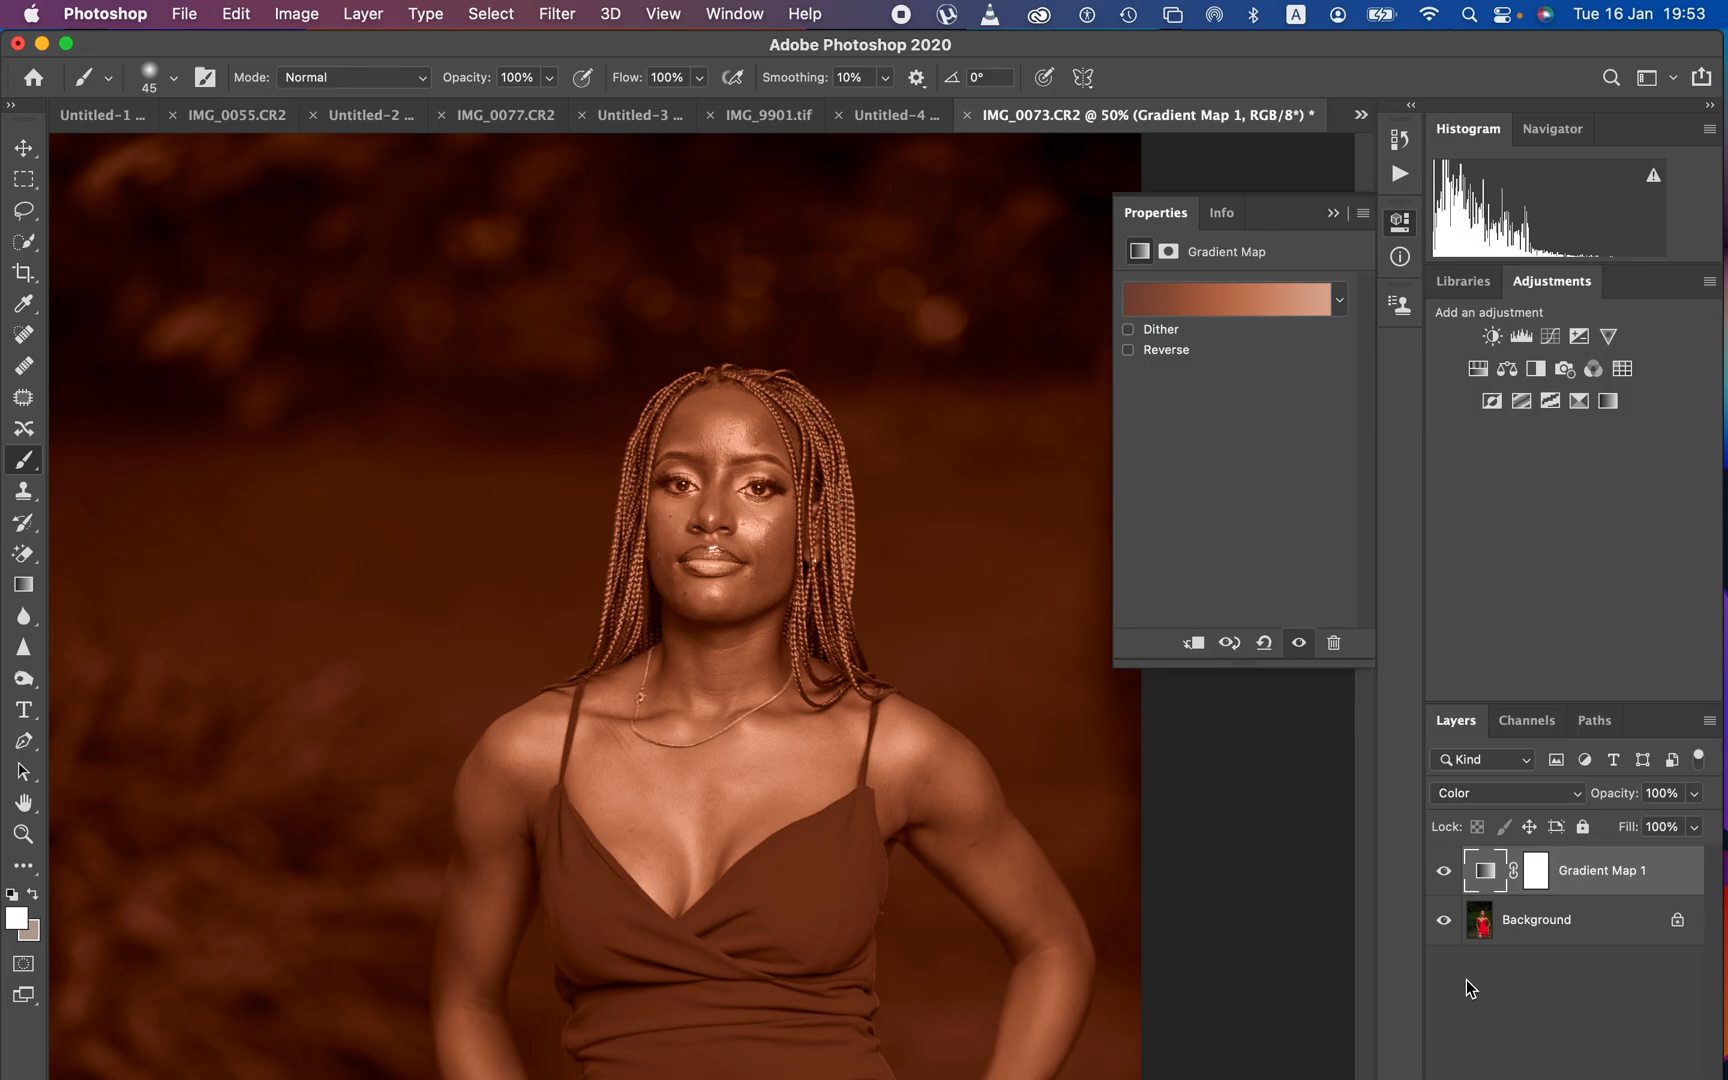 Photoshop File Edit Image Layer Type Select Filter 3D View Window Help A Tue 16 Jan 19:53
Adobe Photoshop 2020
45 Mode: Normal Opacity: 100% Flow: 100% Smoothing: 10% 0°
Untitled-1 ... × IMG_0055.CR2 × Untitled-2 ... × IMG_0077.CR2 × Untitled-3 ... × IMG_9901.tif × Untitled-4 ... × IMG_0073.CR2 @ 50% (Gradient Map 1, RGB/8*) *
Histogram Navigator
Properties Info
Gradient Map
Dither
Reverse
Libraries Adjustments
Add an adjustment
Layers Channels Paths
Kind
Color Opacity: 100%
Lock: Fill: 100%
Gradient Map 1
Background